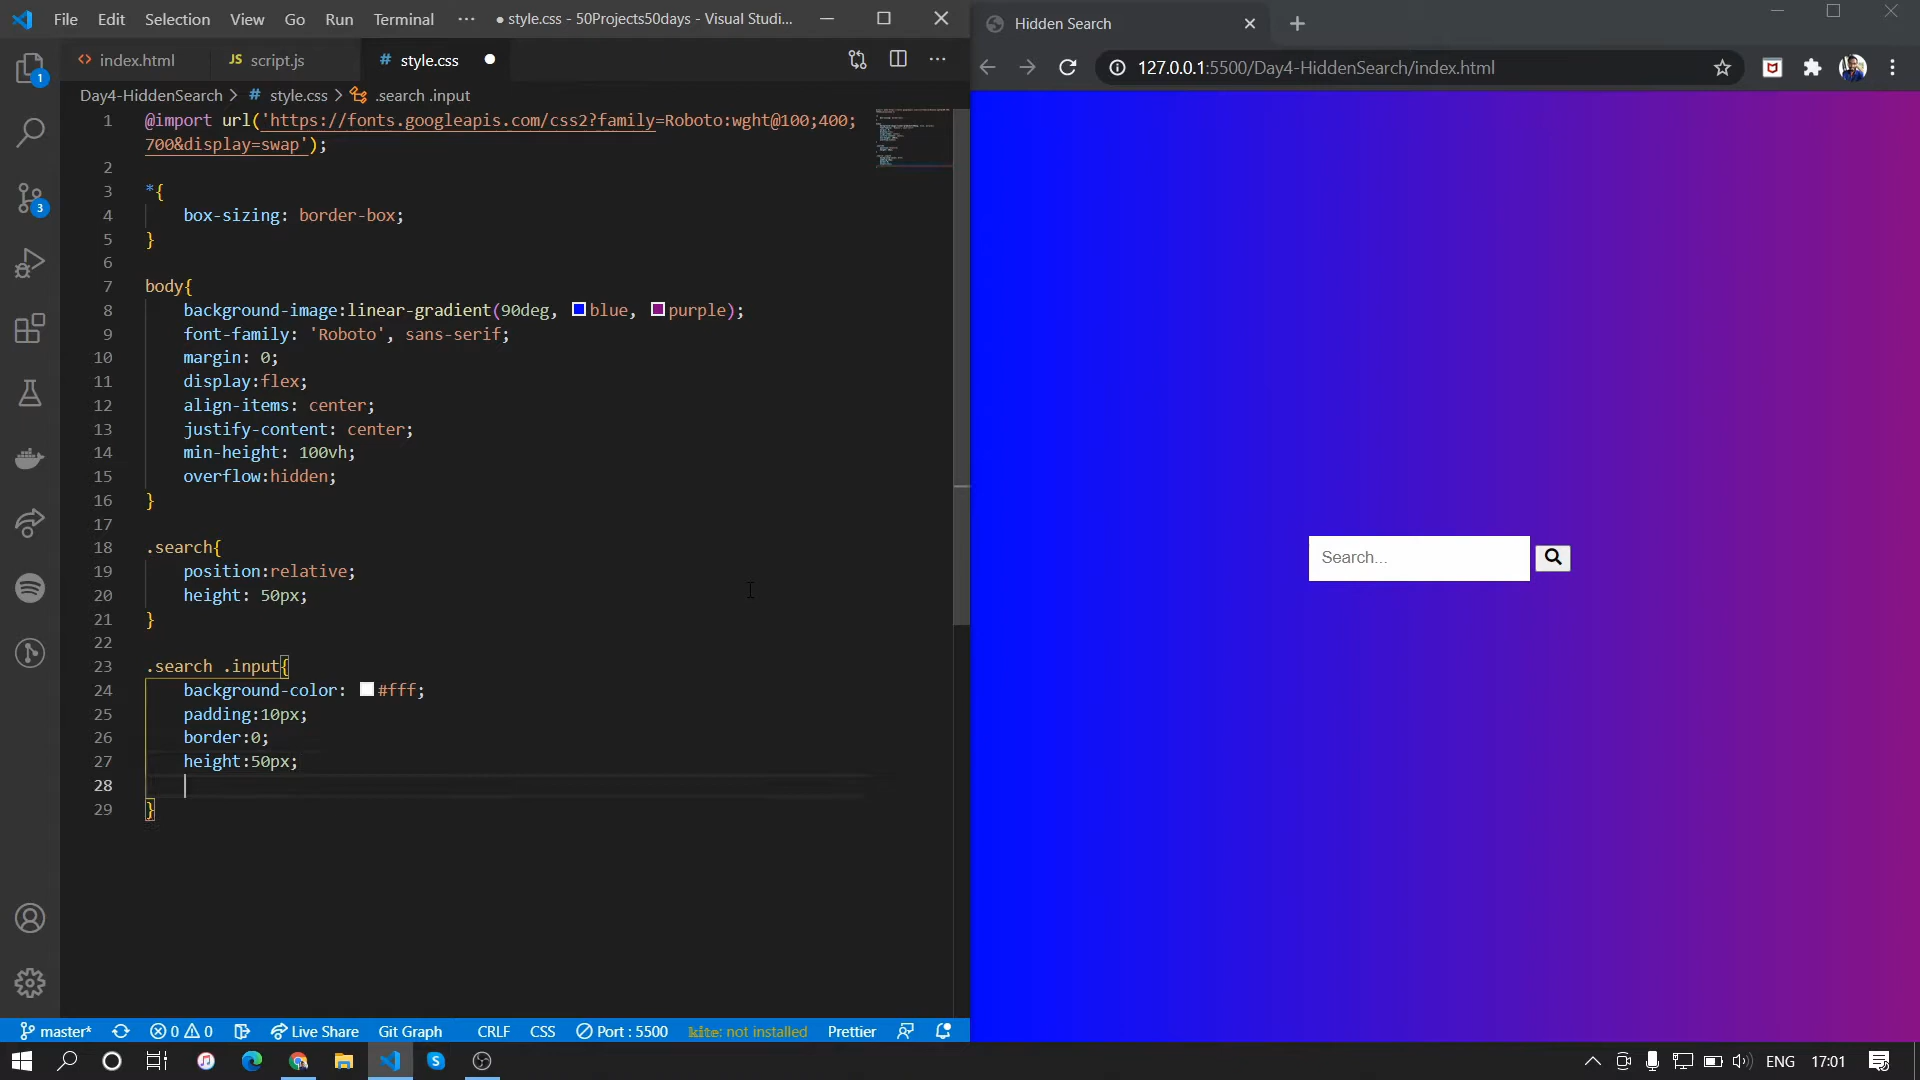 File Edit Selection View Go Run Terminal ··· ● style.css - 50Projects50days - Visual Studi...
index.html JS script.js # style.css
Day4-HiddenSearch > # style.css > .search .input
1 @import url('https://fonts.googleapis.com/css2?family=Roboto:wght@100;400;
700&display=swap');
2
3 *{
4 box-sizing: border-box;
5 }
6
7 body{
8 background-image:linear-gradient(90deg, blue, purple);
9 font-family: 'Roboto', sans-serif;
10 margin: 0;
11 display:flex;
12 align-items: center;
13 justify-content: center;
14 min-height: 100vh;
15 overflow:hidden;
16 }
17
18 .search{
19 position:relative;
20 height: 50px;
21 }
22
23 .search .input{
24 background-color: #fff;
25 padding:10px;
26 border:0;
27 height:50px;
28
29 }
1
3
master* 0 0 Live Share Git Graph CRLF CSS Port : 5500 kite: not installed Prettier
Hidden Search
127.0.0.1:5500/Day4-HiddenSearch/index.html
Search...
ENG 17:01